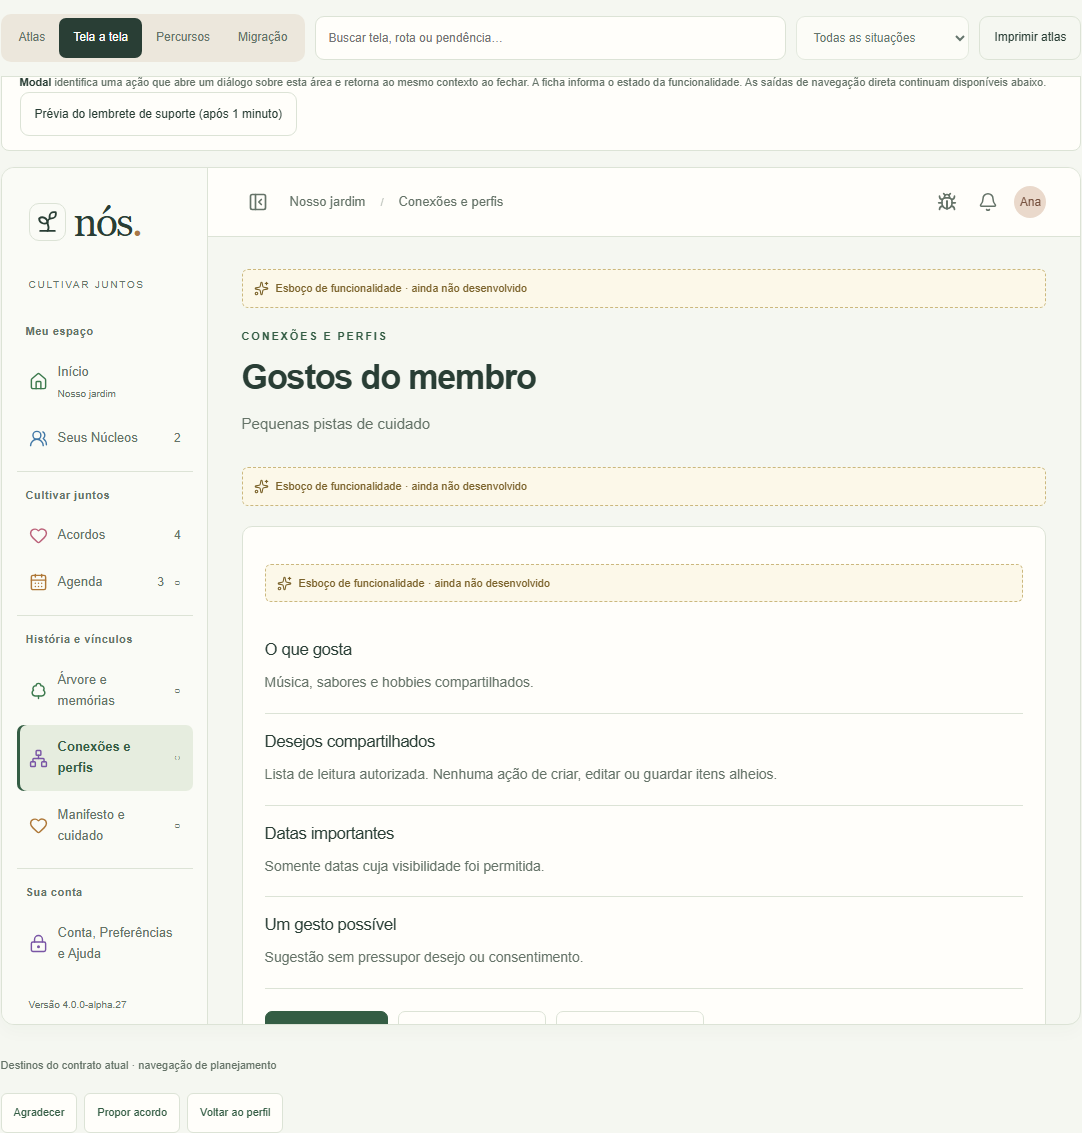 Atlas
Tela a tela
Percursos
Migração
Buscar tela, rota ou pendência...
Todas as situações
Imprimir atlas
Modal identifica uma ação que abre um diálogo sobre esta área e retorna ao mesmo contexto ao fechar. A ficha informa o estado da funcionalidade. As saídas de navegação direta continuam disponíveis abaixo.
Prévia do lembrete de suporte (após 1 minuto)
nós.
CULTIVAR JUNTOS
Meu espaço
Início
Nosso jardim
Seus Núcleos 2
Cultivar juntos
Acordos 4
Agenda 3
História e vínculos
Árvore e
memórias
Conexões e
perfis
Manifesto e
cuidado
Sua conta
Conta, Preferências
e Ajuda
Versão 4.0.0-alpha.27
Nosso jardim / Conexões e perfis
Ana
Esboço de funcionalidade · ainda não desenvolvido
CONEXÕES E PERFIS
Gostos do membro
Pequenas pistas de cuidado
Esboço de funcionalidade · ainda não desenvolvido
Esboço de funcionalidade · ainda não desenvolvido
O que gosta
Música, sabores e hobbies compartilhados.
Desejos compartilhados
Lista de leitura autorizada. Nenhuma ação de criar, editar ou guardar itens alheios.
Datas importantes
Somente datas cuja visibilidade foi permitida.
Um gesto possível
Sugestão sem pressupor desejo ou consentimento.
Destinos do contrato atual · navegação de planejamento
Agradecer
Propor acordo
Voltar ao perfil